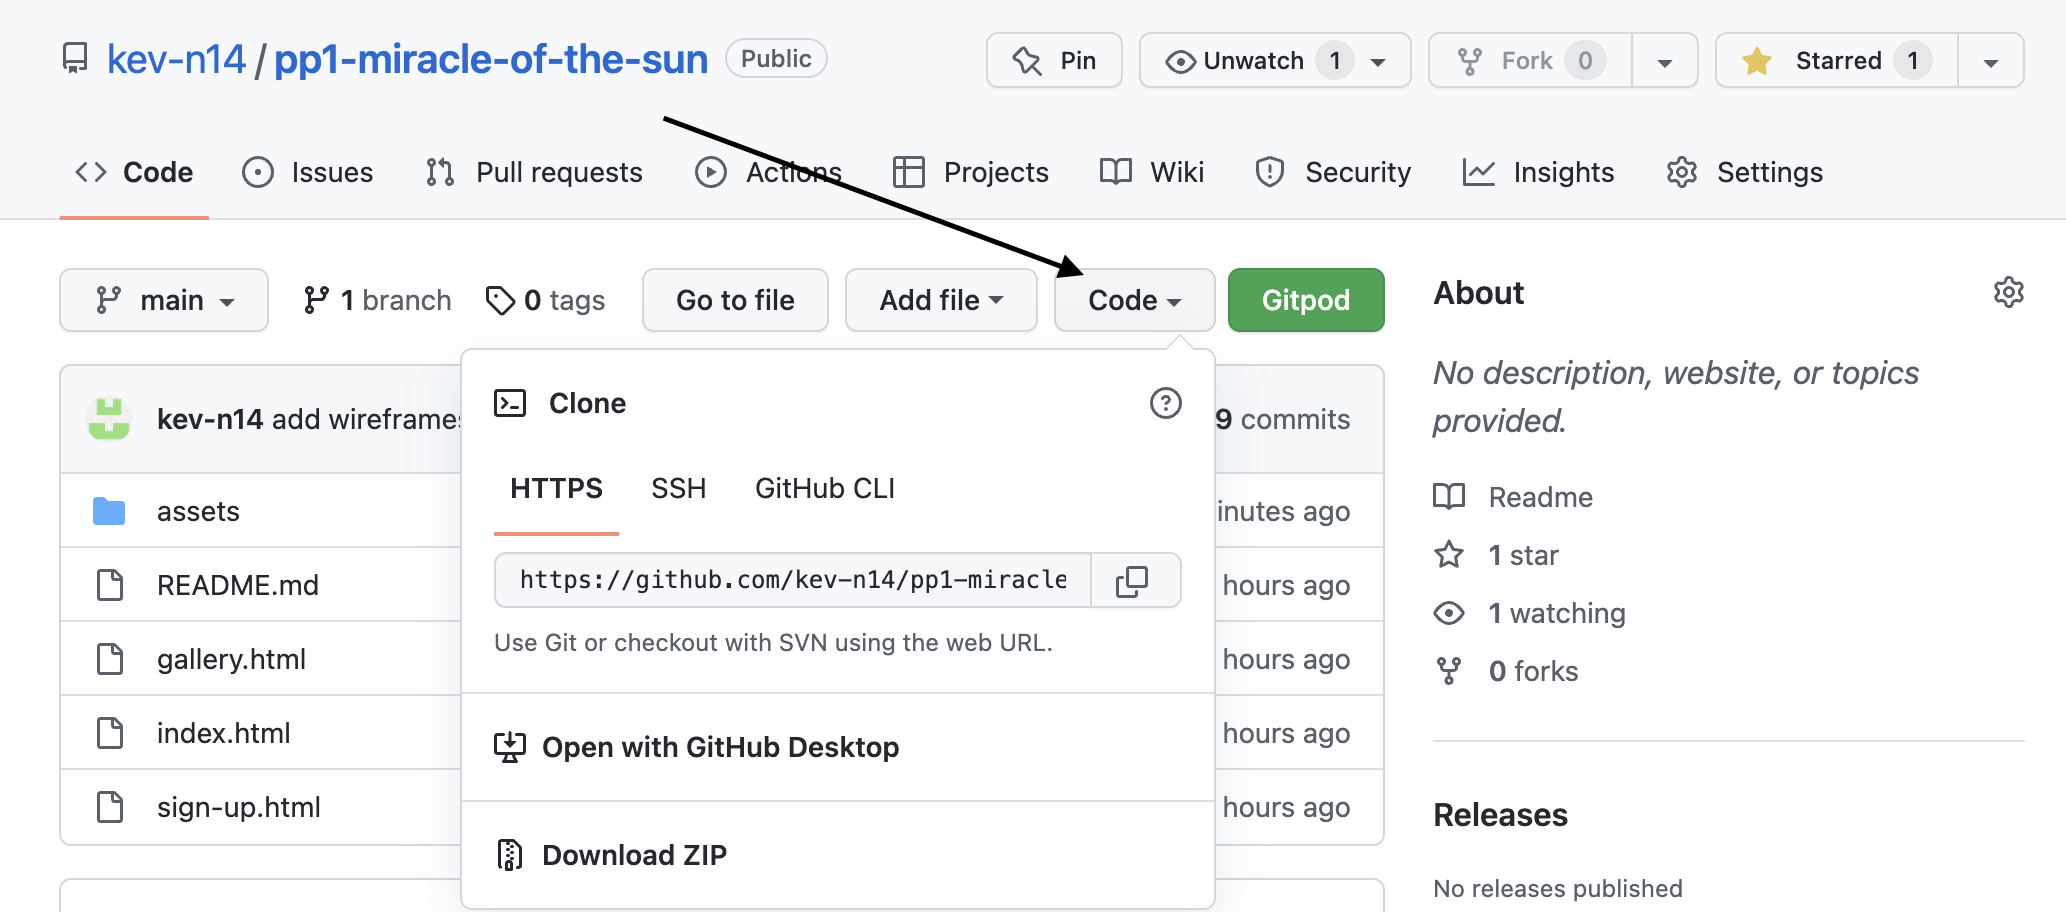 kev-n14 / pp1-miracle-of-the-sun Public Pin Unwatch 1 Fork 0 Starred 1
Code Issues Pull requests Actions Projects Wiki Security Insights Settings
main 1 branch 0 tags Go to file Add file Code Gitpod
kev-n14 add wireframes 9 commits
assets inutes ago
README.md hours ago
gallery.html hours ago
index.html hours ago
sign-up.html hours ago
Clone
HTTPS SSH GitHub CLI
https://github.com/kev-n14/pp1-miracle
Use Git or checkout with SVN using the web URL.
Open with GitHub Desktop
Download ZIP
About
No description, website, or topics
provided.
Readme
1 star
1 watching
0 forks
Releases
No releases published